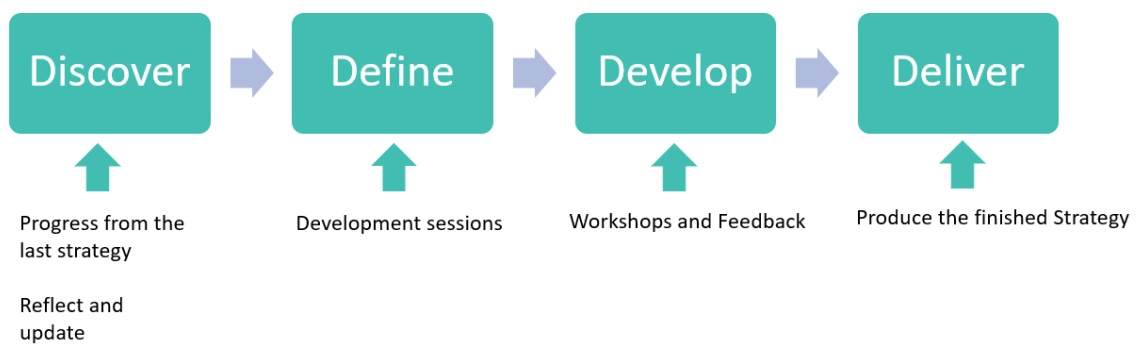 Discover
Define
Develop
Deliver
Progress from the
last strategy
Reflect and
update
Development sessions
Workshops and Feedback
Produce the finished Strategy